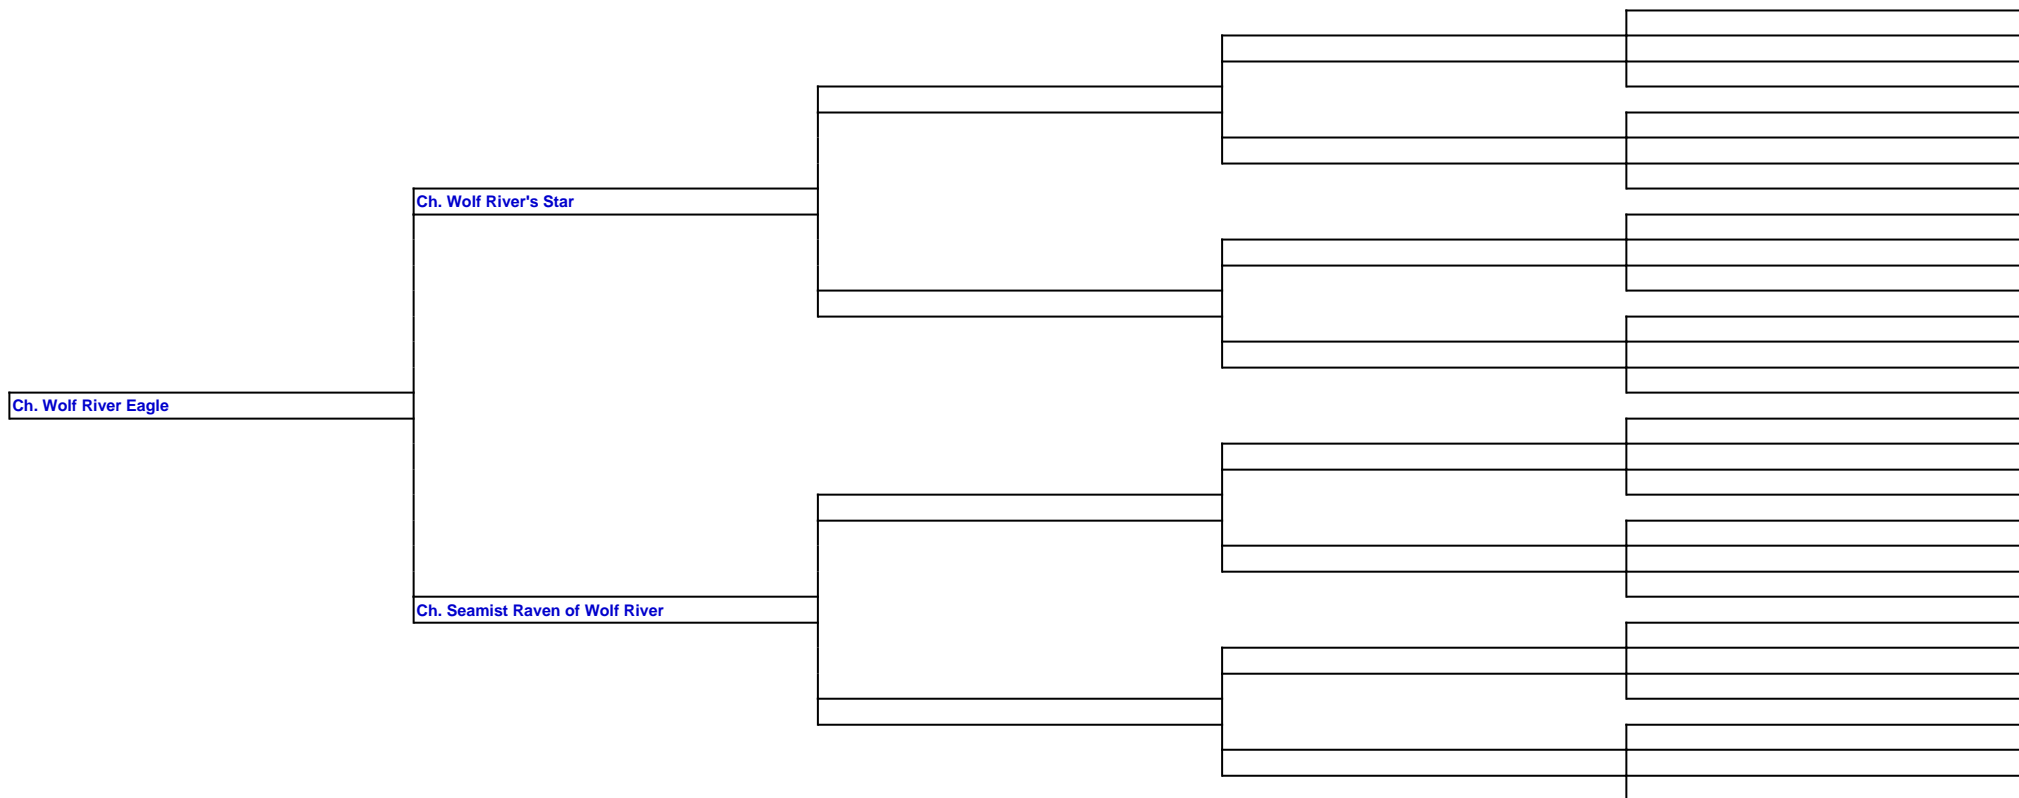 Ch. Wolf River's Star
Ch. Wolf River Eagle
Ch. Seamist Raven of Wolf River